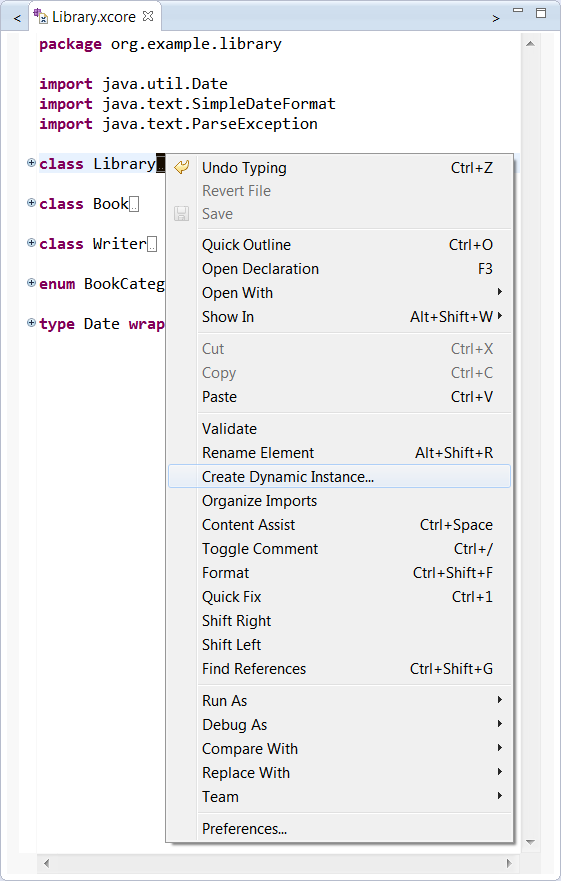 Library.xcore
package org.example.library
import java.util.Date
import java.text.SimpleDateFormat
import java.text.ParseException
class Library
class Book
class Writer
enum BookCateg
type Date wrap
Undo Typing Ctrl+Z
Revert File
Save
Quick Outline Ctrl+O
Open Declaration F3
Open With
Show In Alt+Shift+W
Cut Ctrl+X
Copy Ctrl+C
Paste Ctrl+V
Validate
Rename Element Alt+Shift+R
Create Dynamic Instance...
Organize Imports
Content Assist Ctrl+Space
Toggle Comment Ctrl+/
Format Ctrl+Shift+F
Quick Fix Ctrl+1
Shift Right
Shift Left
Find References Ctrl+Shift+G
Run As
Debug As
Compare With
Replace With
Team
Preferences...